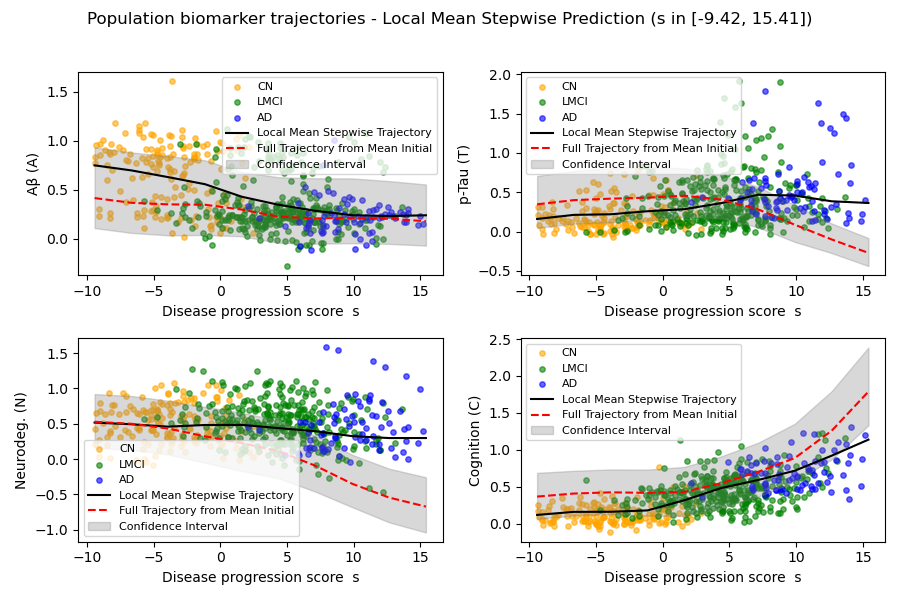 Population biomarker trajectories - Local Mean Stepwise Prediction (s in [-9.42, 15.41])
Aβ (A)
1.5
1.0
0.5
0.0
CN
LMCI
AD
Local Mean Stepwise Trajectory
Full Trajectory from Mean Initial
Confidence Interval
−10 −5 0 5 10 15
Disease progression score s
p-Tau (T)
2.0
1.5
1.0
0.5
0.0
−0.5
CN
LMCI
AD
Local Mean Stepwise Trajectory
Full Trajectory from Mean Initial
Confidence Interval
−10 −5 0 5 10 15
Disease progression score s
Neurodeg. (N)
1.5
1.0
0.5
0.0
−0.5
−1.0
CN
LMCI
AD
Local Mean Stepwise Trajectory
Full Trajectory from Mean Initial
Confidence Interval
−10 −5 0 5 10 15
Disease progression score s
Cognition (C)
2.5
2.0
1.5
1.0
0.5
0.0
CN
LMCI
AD
Local Mean Stepwise Trajectory
Full Trajectory from Mean Initial
Confidence Interval
−10 −5 0 5 10 15
Disease progression score s